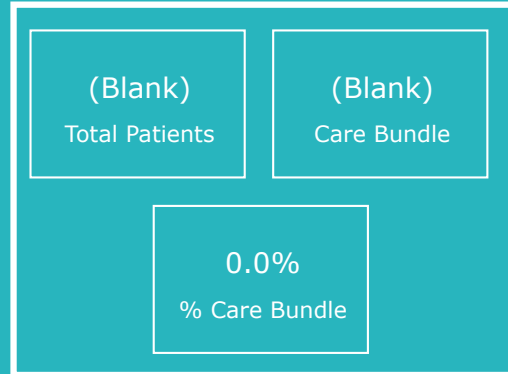 (Blank)
Total Patients
(Blank)
Care Bundle
0.0%
% Care Bundle